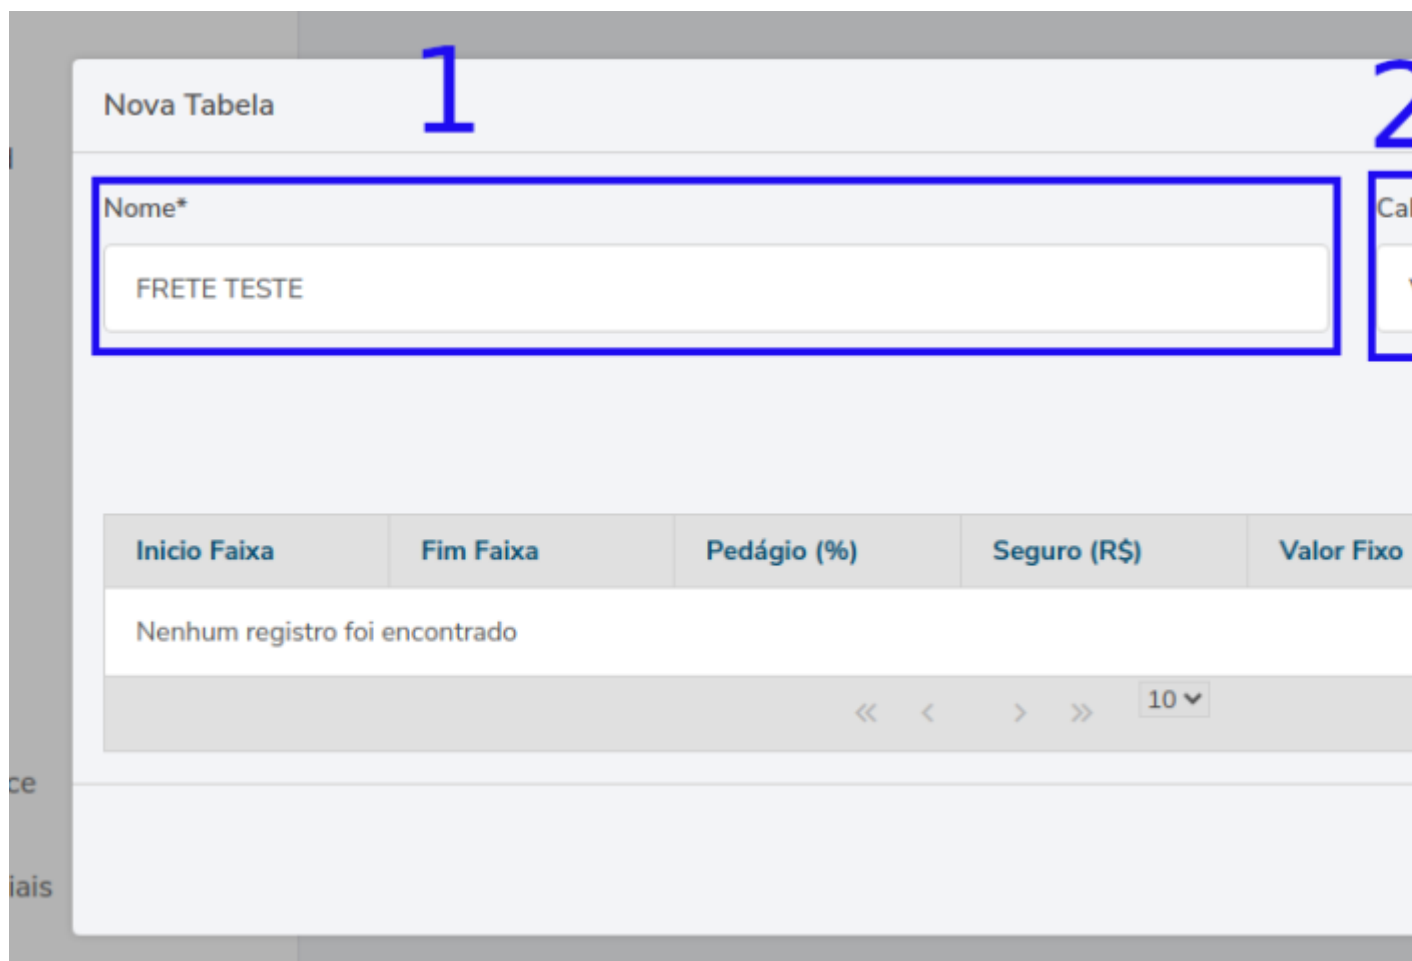 1
2
Nova Tabela
Nome*
FRETE TESTE
Inicio Faixa Fim Faixa Pedágio (%) Seguro (R$) Valor Fixo
Nenhum registro foi encontrado
« ‹ › » 10
ce
iais